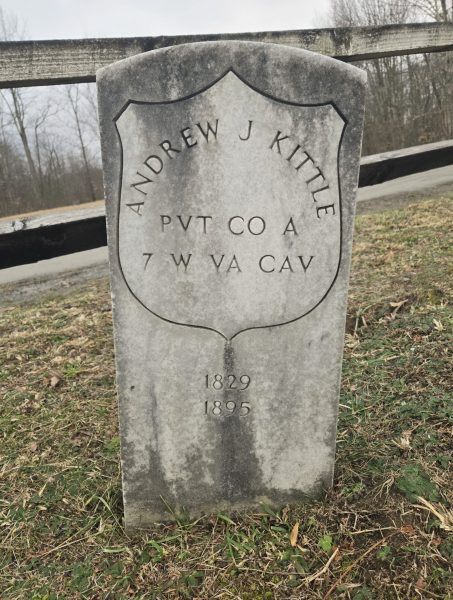 ANDREW J KITTLE
PVT CO A
7 W VA CAV
1829
1895